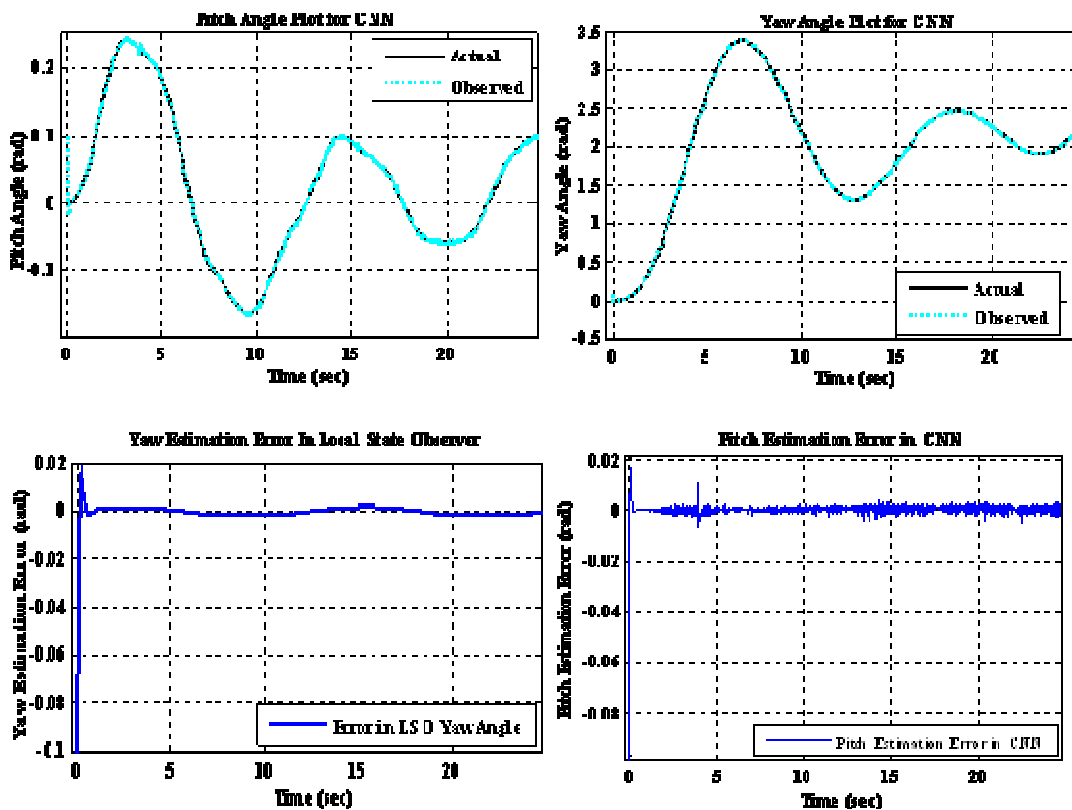 Pitch Angle Plot for CNN
Pitch Angle (rad)
0.2
0.1
0
-0.1
Actual
Observed
0 5 10 15 20
Time (sec)
Yaw Angle Plot for CNN
Yaw Angle (rad)
3.5
3
2.5
2
1.5
1
0.5
0
-0.5
Actual
Observed
0 5 10 15 20
Time (sec)
Yaw Estimation Error In Local State Observer
Yaw Estimation Error (rad)
0.02
0
-0.02
-0.04
-0.06
-0.08
-0.1
Error in LSO Yaw Angle
0 5 10 15 20
Time (sec)
Pitch Estimation Error in CNN
Pitch Estimation Error (rad)
0.02
0
-0.02
-0.04
-0.06
-0.08
Pitch Estimation Error in CNN
0 5 10 15 20
Time (sec)